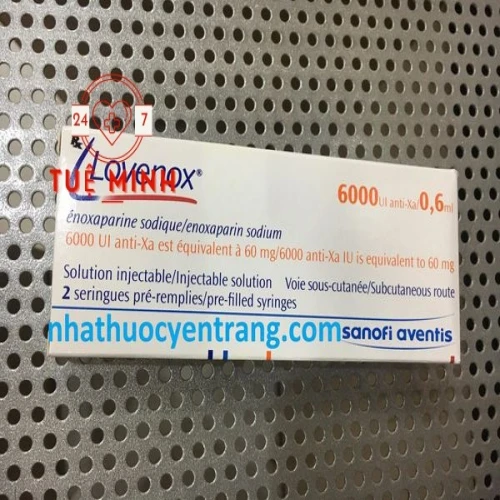 24 7
Rx
Lovenox®
TUỆ MINH
6000 UI anti-Xa/0,6 ml
énoxaparine sodique/enoxaparin sodium
6000 UI anti-Xa est équivalent à 60 mg/6000 anti-Xa IU is equivalent to 60 mg
Solution injectable/Injectable solution Voie sous-cutanée/Subcutaneous route
2 seringues pré-remplies/pre-filled syringes
nhathuocyentrang.com
sanofi aventis